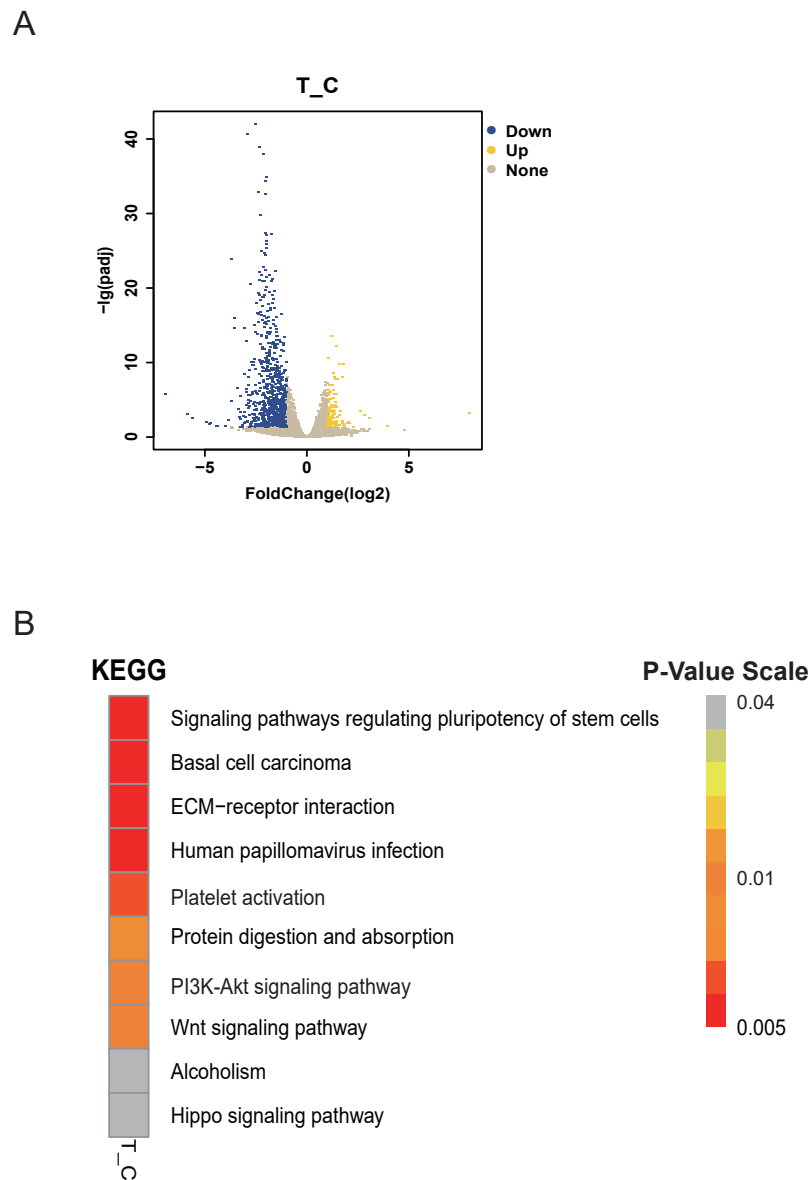 A
T_C
Down
Up
None
40
30
20
10
0
−lg(padj)
−5
0
5
FoldChange(log2)
B
KEGG
P-Value Scale
Signaling pathways regulating pluripotency of stem cells
Basal cell carcinoma
ECM−receptor interaction
Human papillomavirus infection
Platelet activation
Protein digestion and absorption
PI3K-Akt signaling pathway
Wnt signaling pathway
Alcoholism
Hippo signaling pathway
T_C
0.04
0.01
0.005